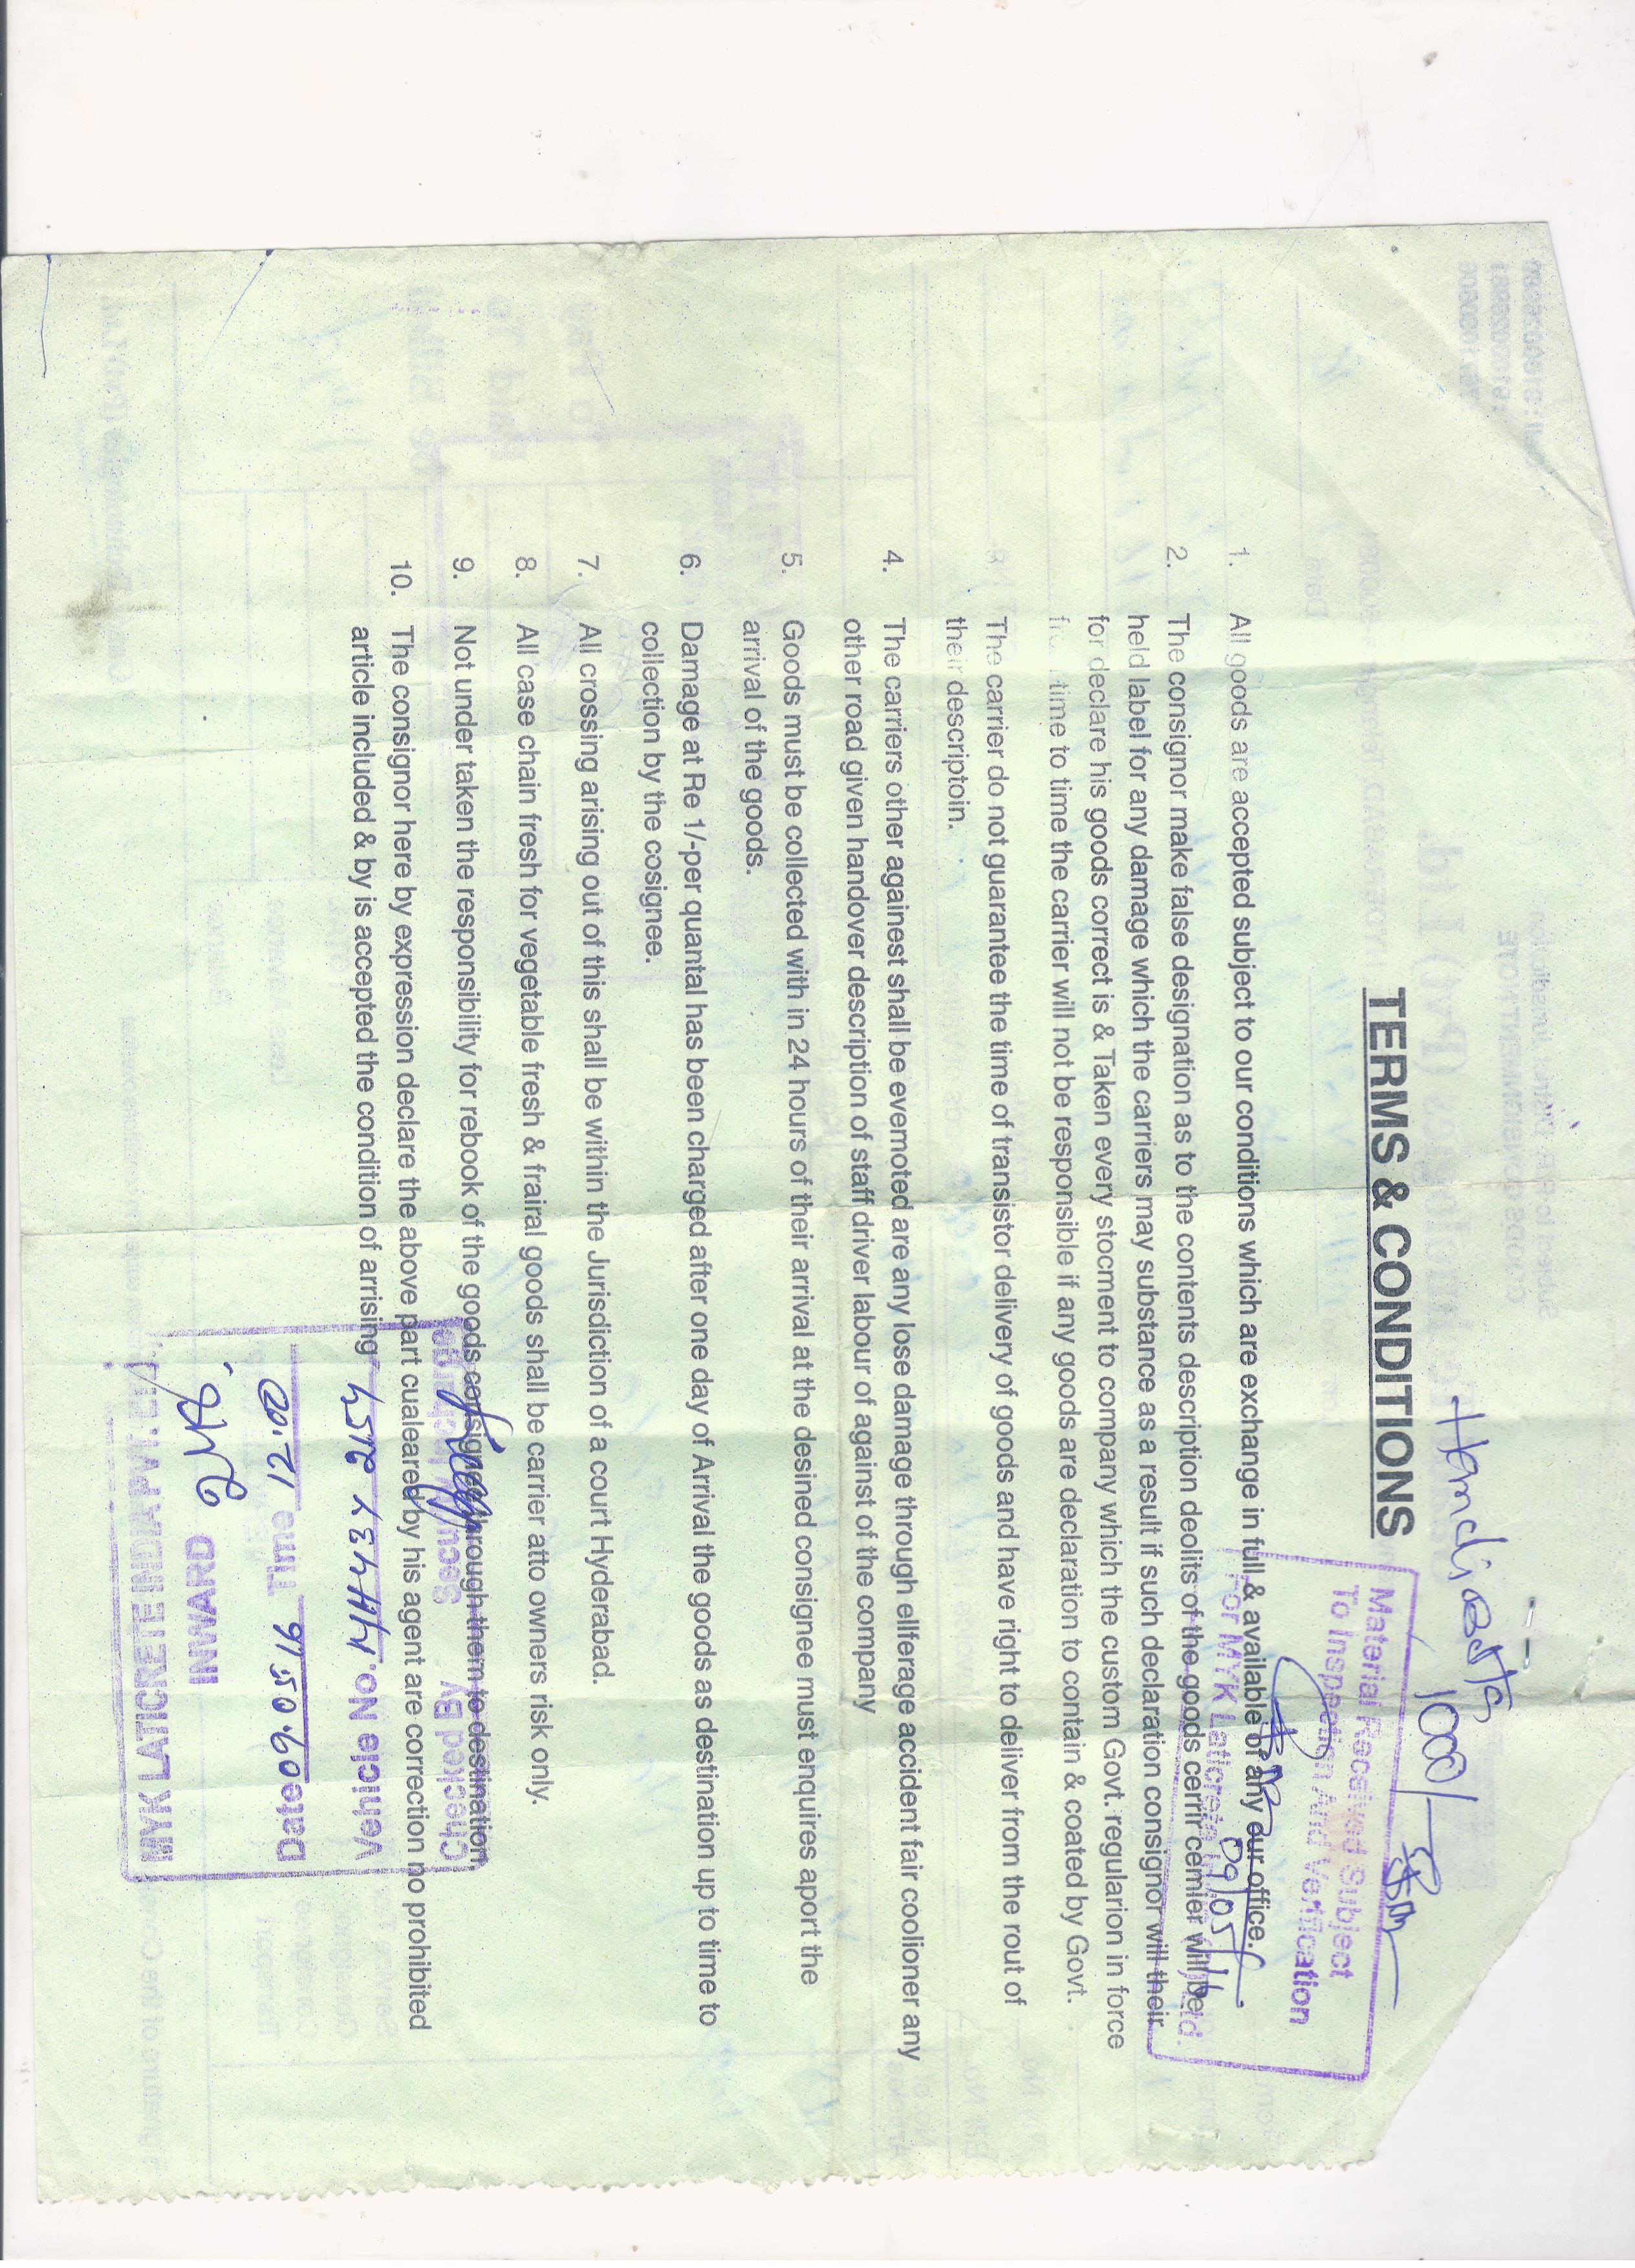 Hamali esta
1000/-
TERMS & CONDITIONS
Material Received Subject
To Inspection And Verification
For MYK Laticrete
09/05/16
1. All goods are accepted subject to our conditions which are exchange in full & available of any our office.
2. The consignor make false designation as to the contents description deolits of the goods cerrir cernier will be
held label for any damage which the carriers may substance as a result if such declaration consignor will their
for declare his goods correct is & Taken every stocment to company which the custom Govt. regularion in force
time to time the carrier will not be responsible if any goods are declaration to contain & coated by Govt.
The carrier do not guarantee the time of transistor delivery of goods and have right to deliver from the rout of
their descriptoin.
4. The carriers other againest shall be evemoted are any lose damage through ellferage accident fair coolioner any
other road given handover description of staff driver labour of against of the company
5. Goods must be collected with in 24 hours of their arrival at the desined consignee must enquires aport the
arrival of the goods.
6. Damage at Re 1/-per quantal has been charged after one day of Arrival the goods as destination up to time to
collection by the cosignee.
7. All crossing arising out of this shall be within the Jurisdiction of a court Hyderabad.
8. All case chain fresh for vegetable fresh & frairal goods shall be carrier atto owners risk only.
9. Not under taken the responsibility for rebook of the goods consignee through them to destination
10. The consignor here by expression declare the above part cualeared by his agent are correction no prohibited
article included & by is accepted the condition of arrising
MYK LATICRETE INDIA PVT. LTD.
INWARD
Date 09.05.16 Time 12.00
Vehicle No.
Checked By